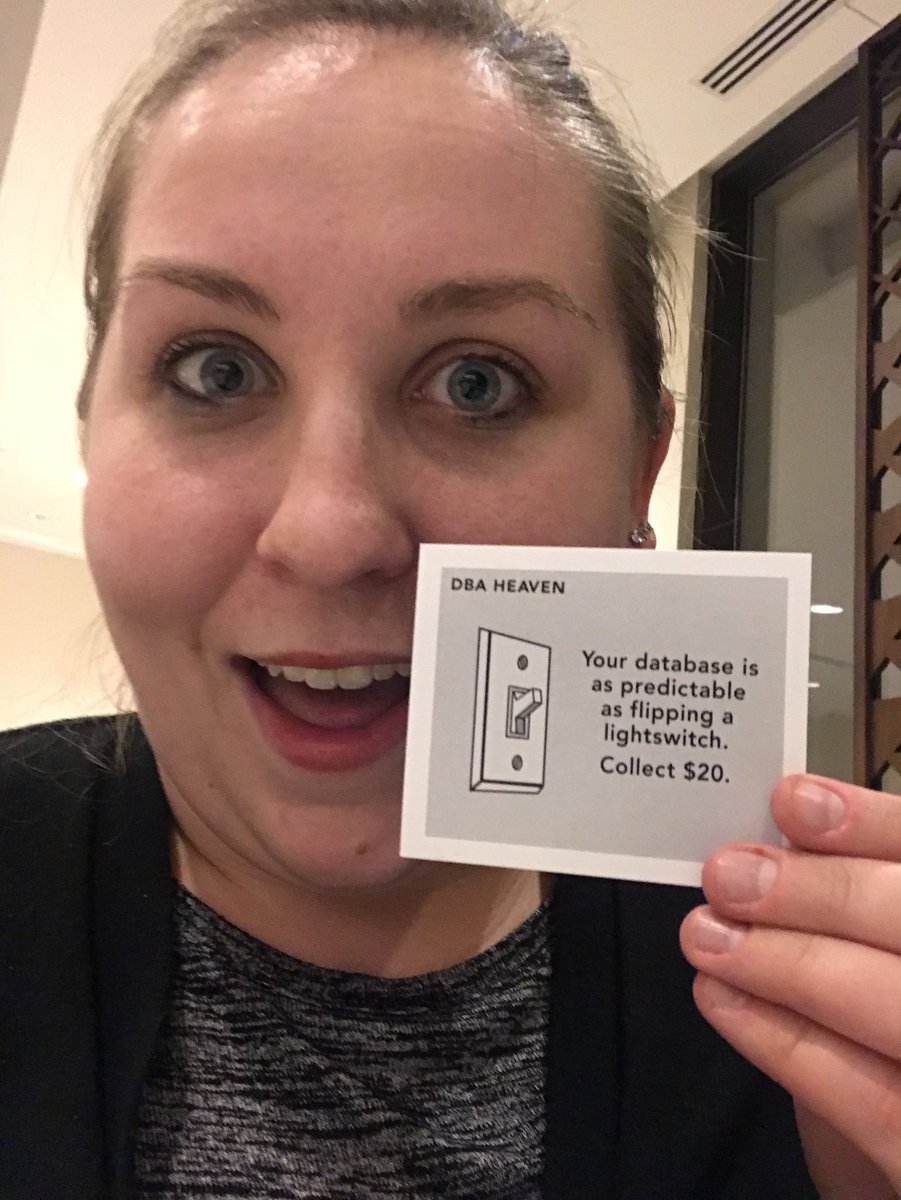 DBA HEAVEN
Your database is
as predictable
as flipping a
lightswitch.
Collect $20.